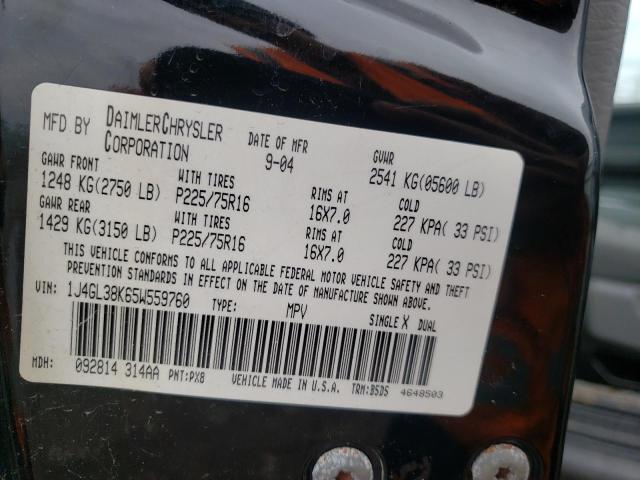 MFD BY DAIMLERCHRYSLER CORPORATION DATE OF MFR 9-04 GVWR 2541 KG(05600 LB)
GAWR FRONT WITH TIRES RIMS AT COLD
1248 KG(2750 LB) P225/75R16 16X7.0 227 KPA( 33 PSI)
GAWR REAR WITH TIRES RIMS AT COLD
1429 KG(3150 LB) P225/75R16 16X7.0 227 KPA( 33 PSI)
THIS VEHICLE CONFORMS TO ALL APPLICABLE FEDERAL MOTOR VEHICLE SAFETY AND THEFT
PREVENTION STANDARDS IN EFFECT ON THE DATE OF MANUFACTURE SHOWN ABOVE.
VIN: 1J4GL38K65W559760 TYPE: MPV SINGLE X DUAL
MDH: 092814 314AA PNT:PX8 VEHICLE MADE IN U.S.A. TRM:B5D5 4648503